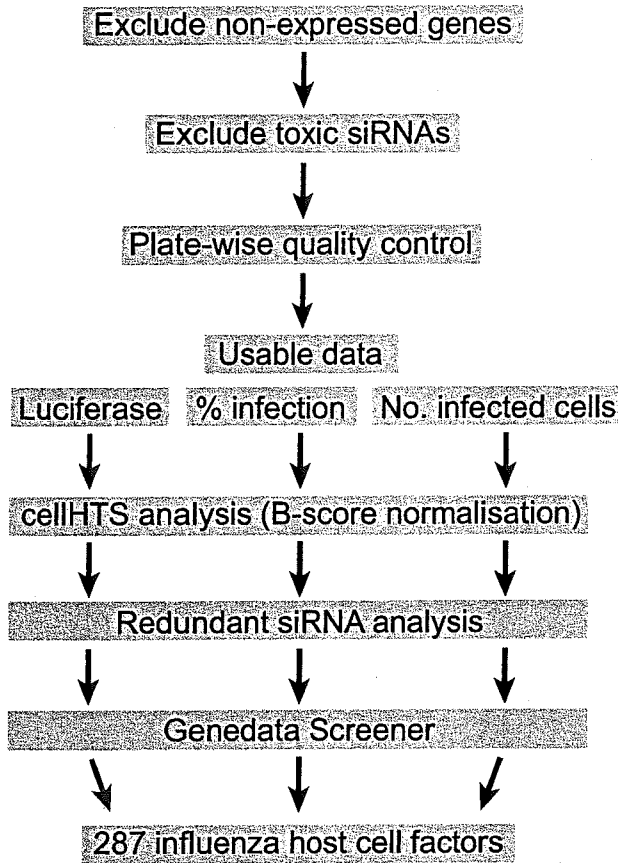 Exclude non-expressed genes
Exclude toxic siRNAs
Plate-wise quality control
Usable data
Luciferase % infection No. infected cells
cellHTS analysis (B-score normalisation)
Redundant siRNA analysis
Genedata Screener
287 influenza host cell factors